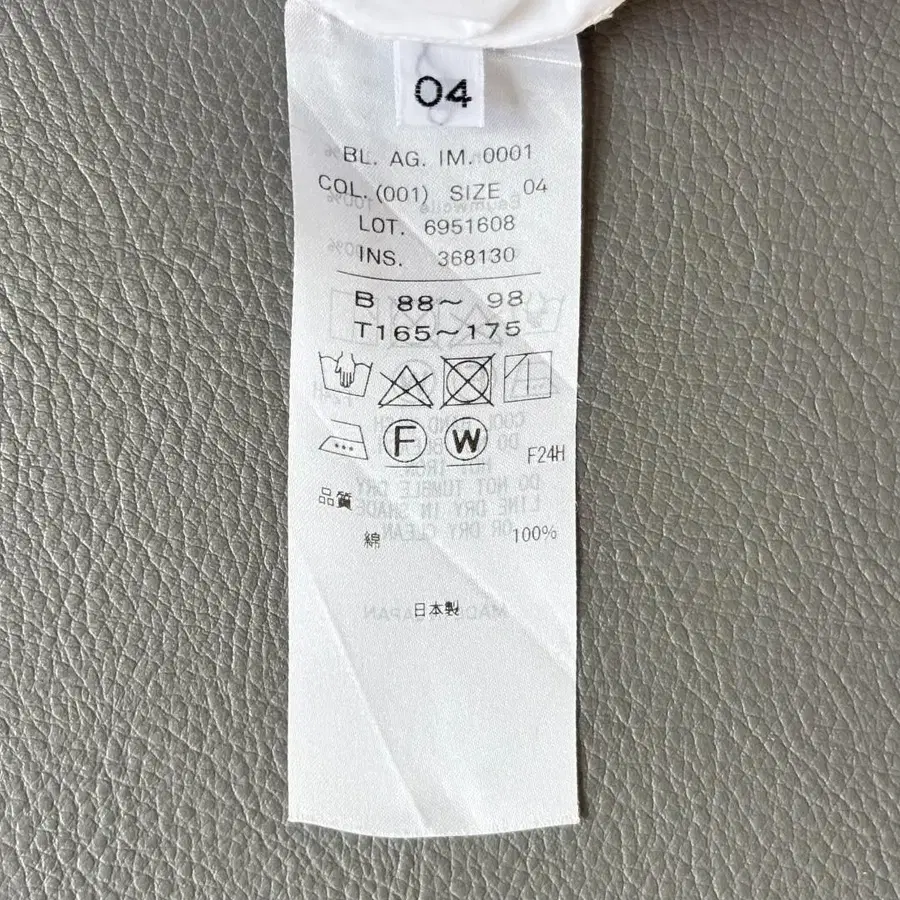 04
BL. AG. IM. 0001
COL. (001) SIZE 04
LOT. 6951608
INS. 368130
B 88~ 98
T165~175
F W
F24H
品質
綿 100%
日本製